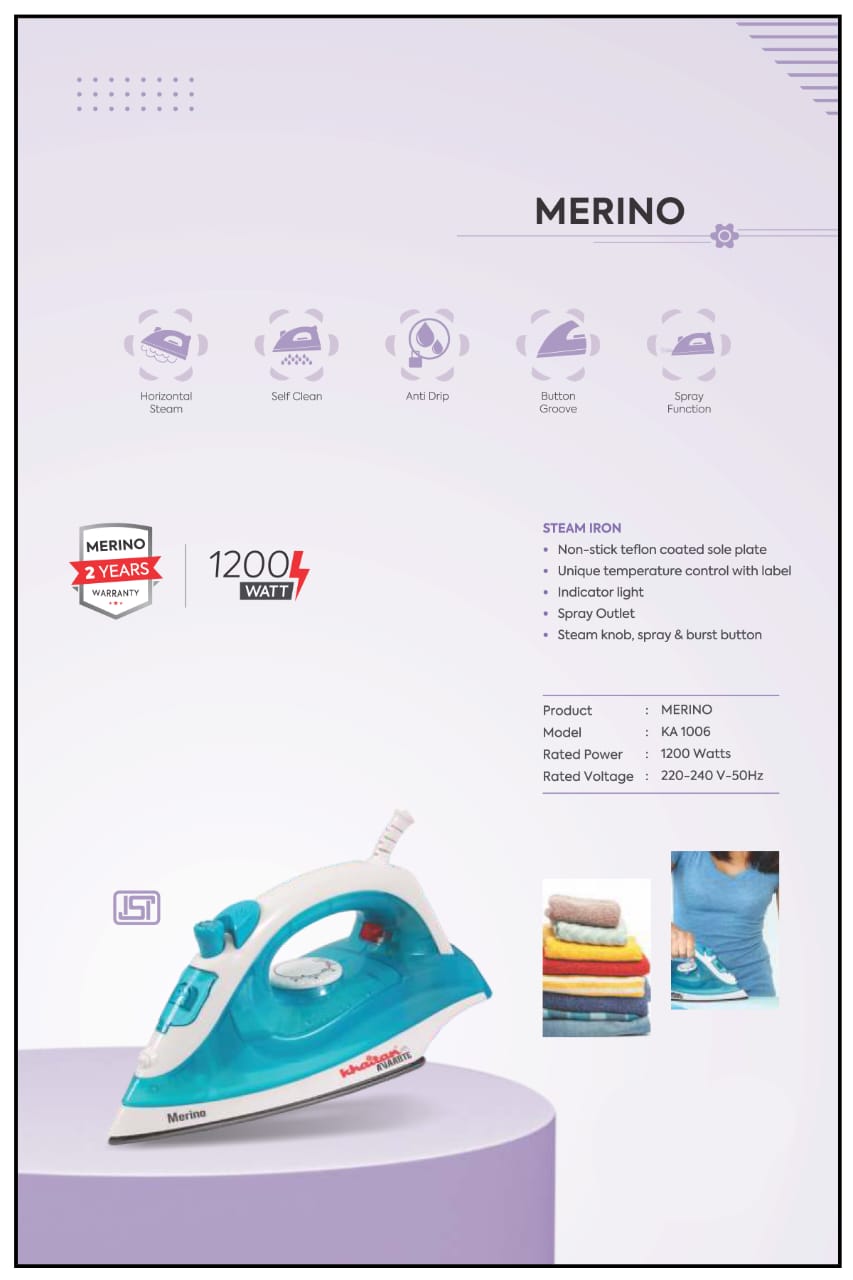 MERINO
Horizontal
Steam
Self Clean
Anti Drip
Button
Groove
Spray
Function
MERINO
2 YEARS
WARRANTY
1200
WATT
STEAM IRON
• Non-stick teflon coated sole plate
• Unique temperature control with label
• Indicator light
• Spray Outlet
• Steam knob, spray & burst button
Product : MERINO
Model : KA 1006
Rated Power : 1200 Watts
Rated Voltage : 220-240 V-50Hz
khaitan
AVAANTE
Merino